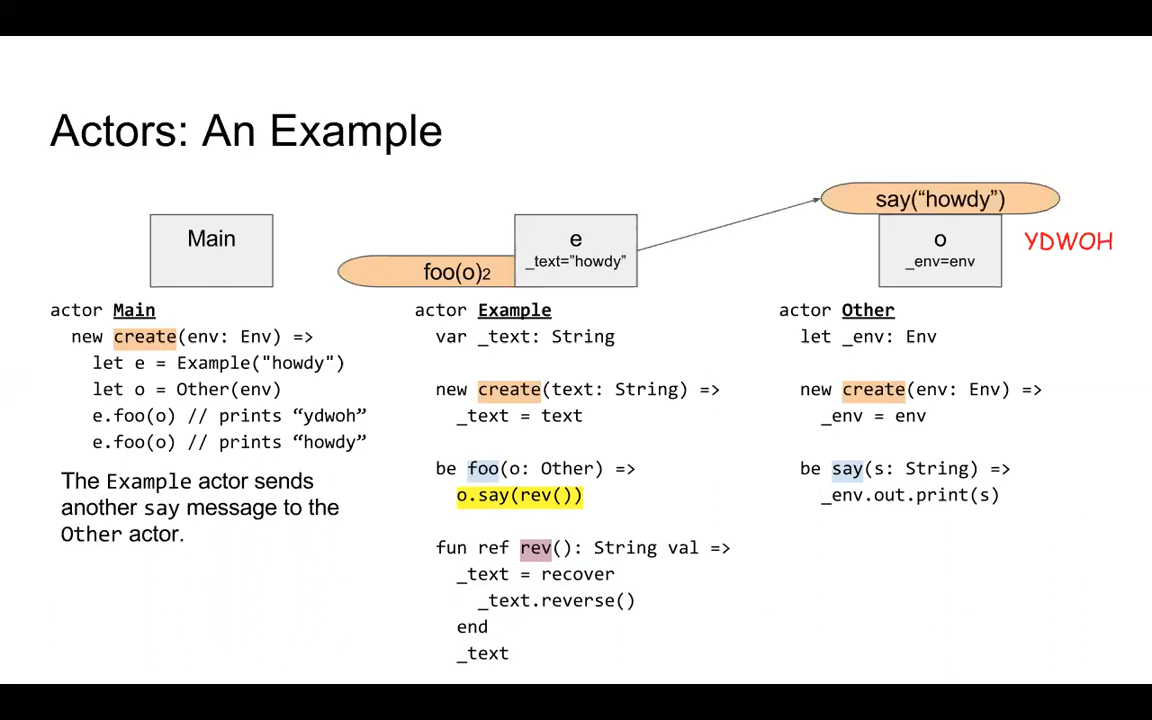 Actors: An Example
say(“howdy”)
Main
e
_text=”howdy”
o
_env=env
YDWOH
foo(o)2
actor Main
new create(env: Env) =>
let e = Example("howdy")
let o = Other(env)
e.foo(o) // prints “ydwoh”
e.foo(o) // prints “howdy”
The Example actor sends
another say message to the
Other actor.
actor Example
var _text: String
new create(text: String) =>
_text = text
be foo(o: Other) =>
o.say(rev())
fun ref rev(): String val =>
_text = recover
_text.reverse()
end
_text
actor Other
let _env: Env
new create(env: Env) =>
_env = env
be say(s: String) =>
_env.out.print(s)